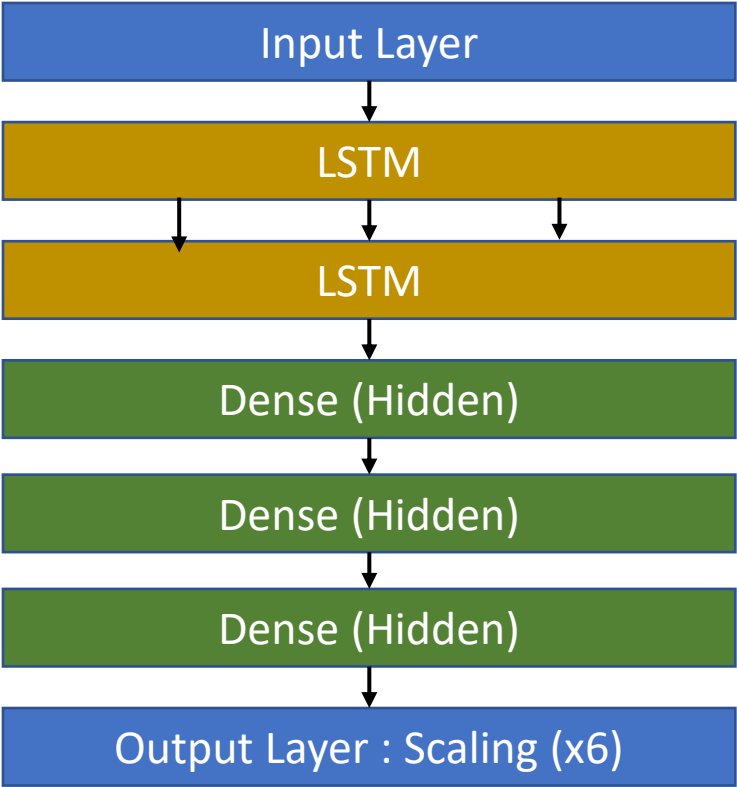 Input Layer
LSTM
LSTM
Dense (Hidden)
Dense (Hidden)
Dense (Hidden)
Output Layer : Scaling (x6)